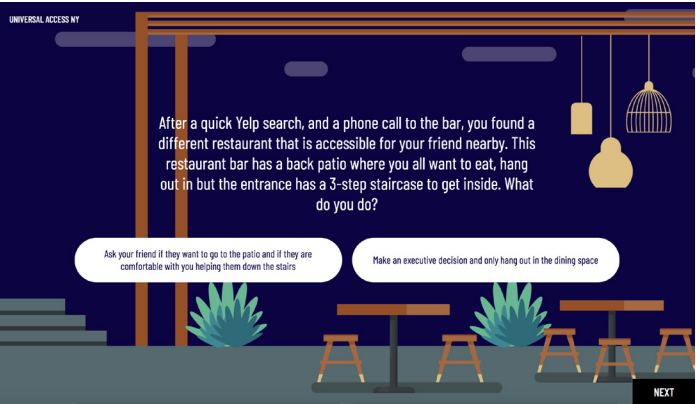 UNIVERSAL ACCESS NY
After a quick Yelp search, and a phone call to the bar, you found a
different restaurant that is accessible for your friend nearby. This
restaurant bar has a back patio where you all want to eat, hang
out in but the entrance has a 3-step staircase to get inside. What
do you do?
Ask your friend if they want to go to the patio and if they are
comfortable with you helping them down the stairs
Make an executive decision and only hang out in the dining space
NEXT